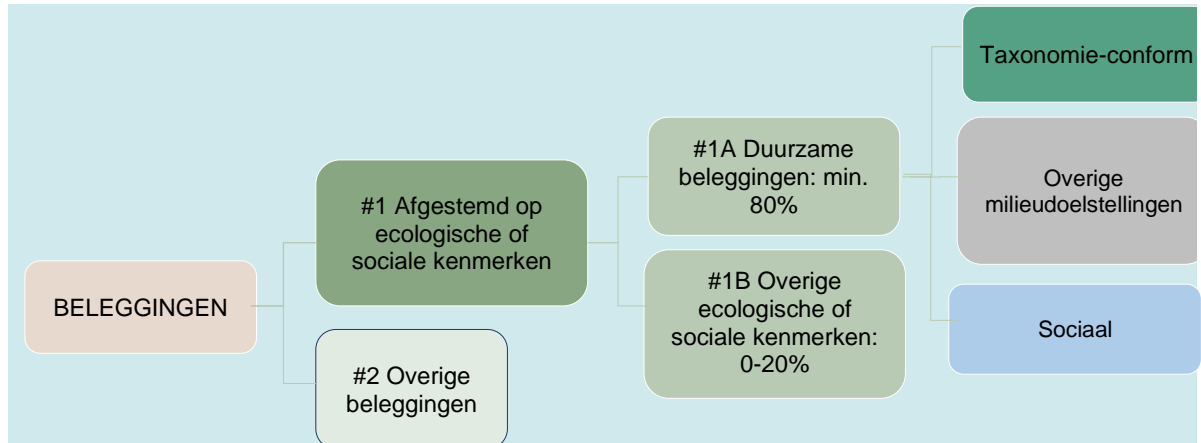 BELEGGINGEN
#1 Afgestemd op
ecologische of
sociale kenmerken
#2 Overige
beleggingen
#1A Duurzame
beleggingen: min.
80%
#1B Overige
ecologische of
sociale kenmerken:
0-20%
Taxonomie-conform
Overige
milieudoelstellingen
Sociaal